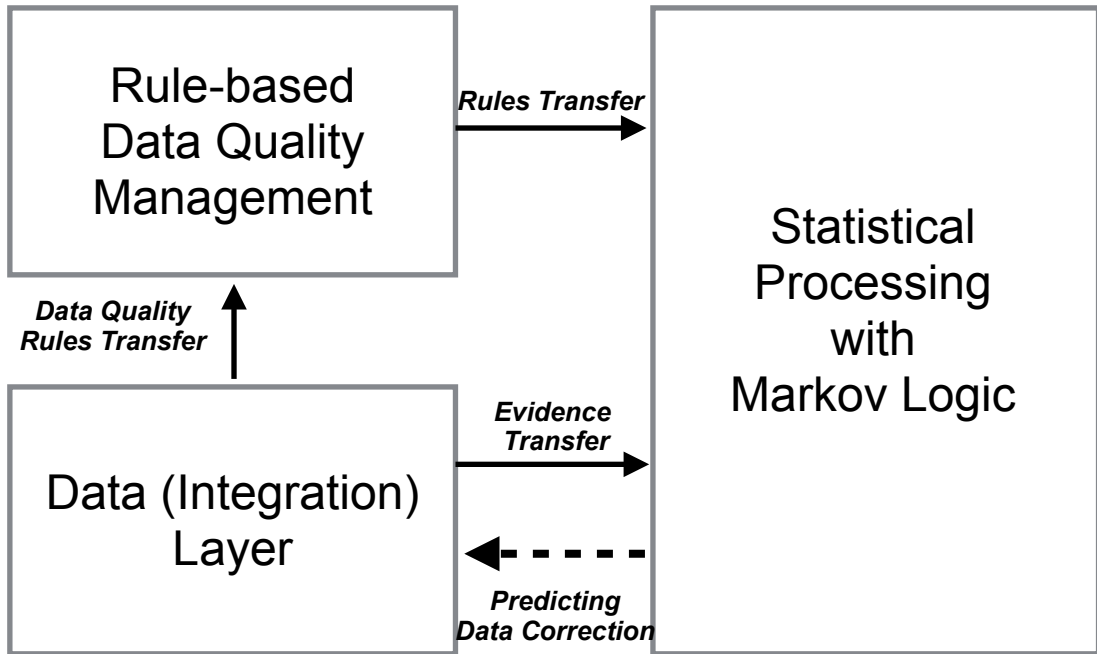 Rule-based
Data Quality
Management
Rules Transfer
Statistical
Processing
with
Markov Logic
Data Quality
Rules Transfer
Evidence
Transfer
Data (Integration)
Layer
Predicting
Data Correction